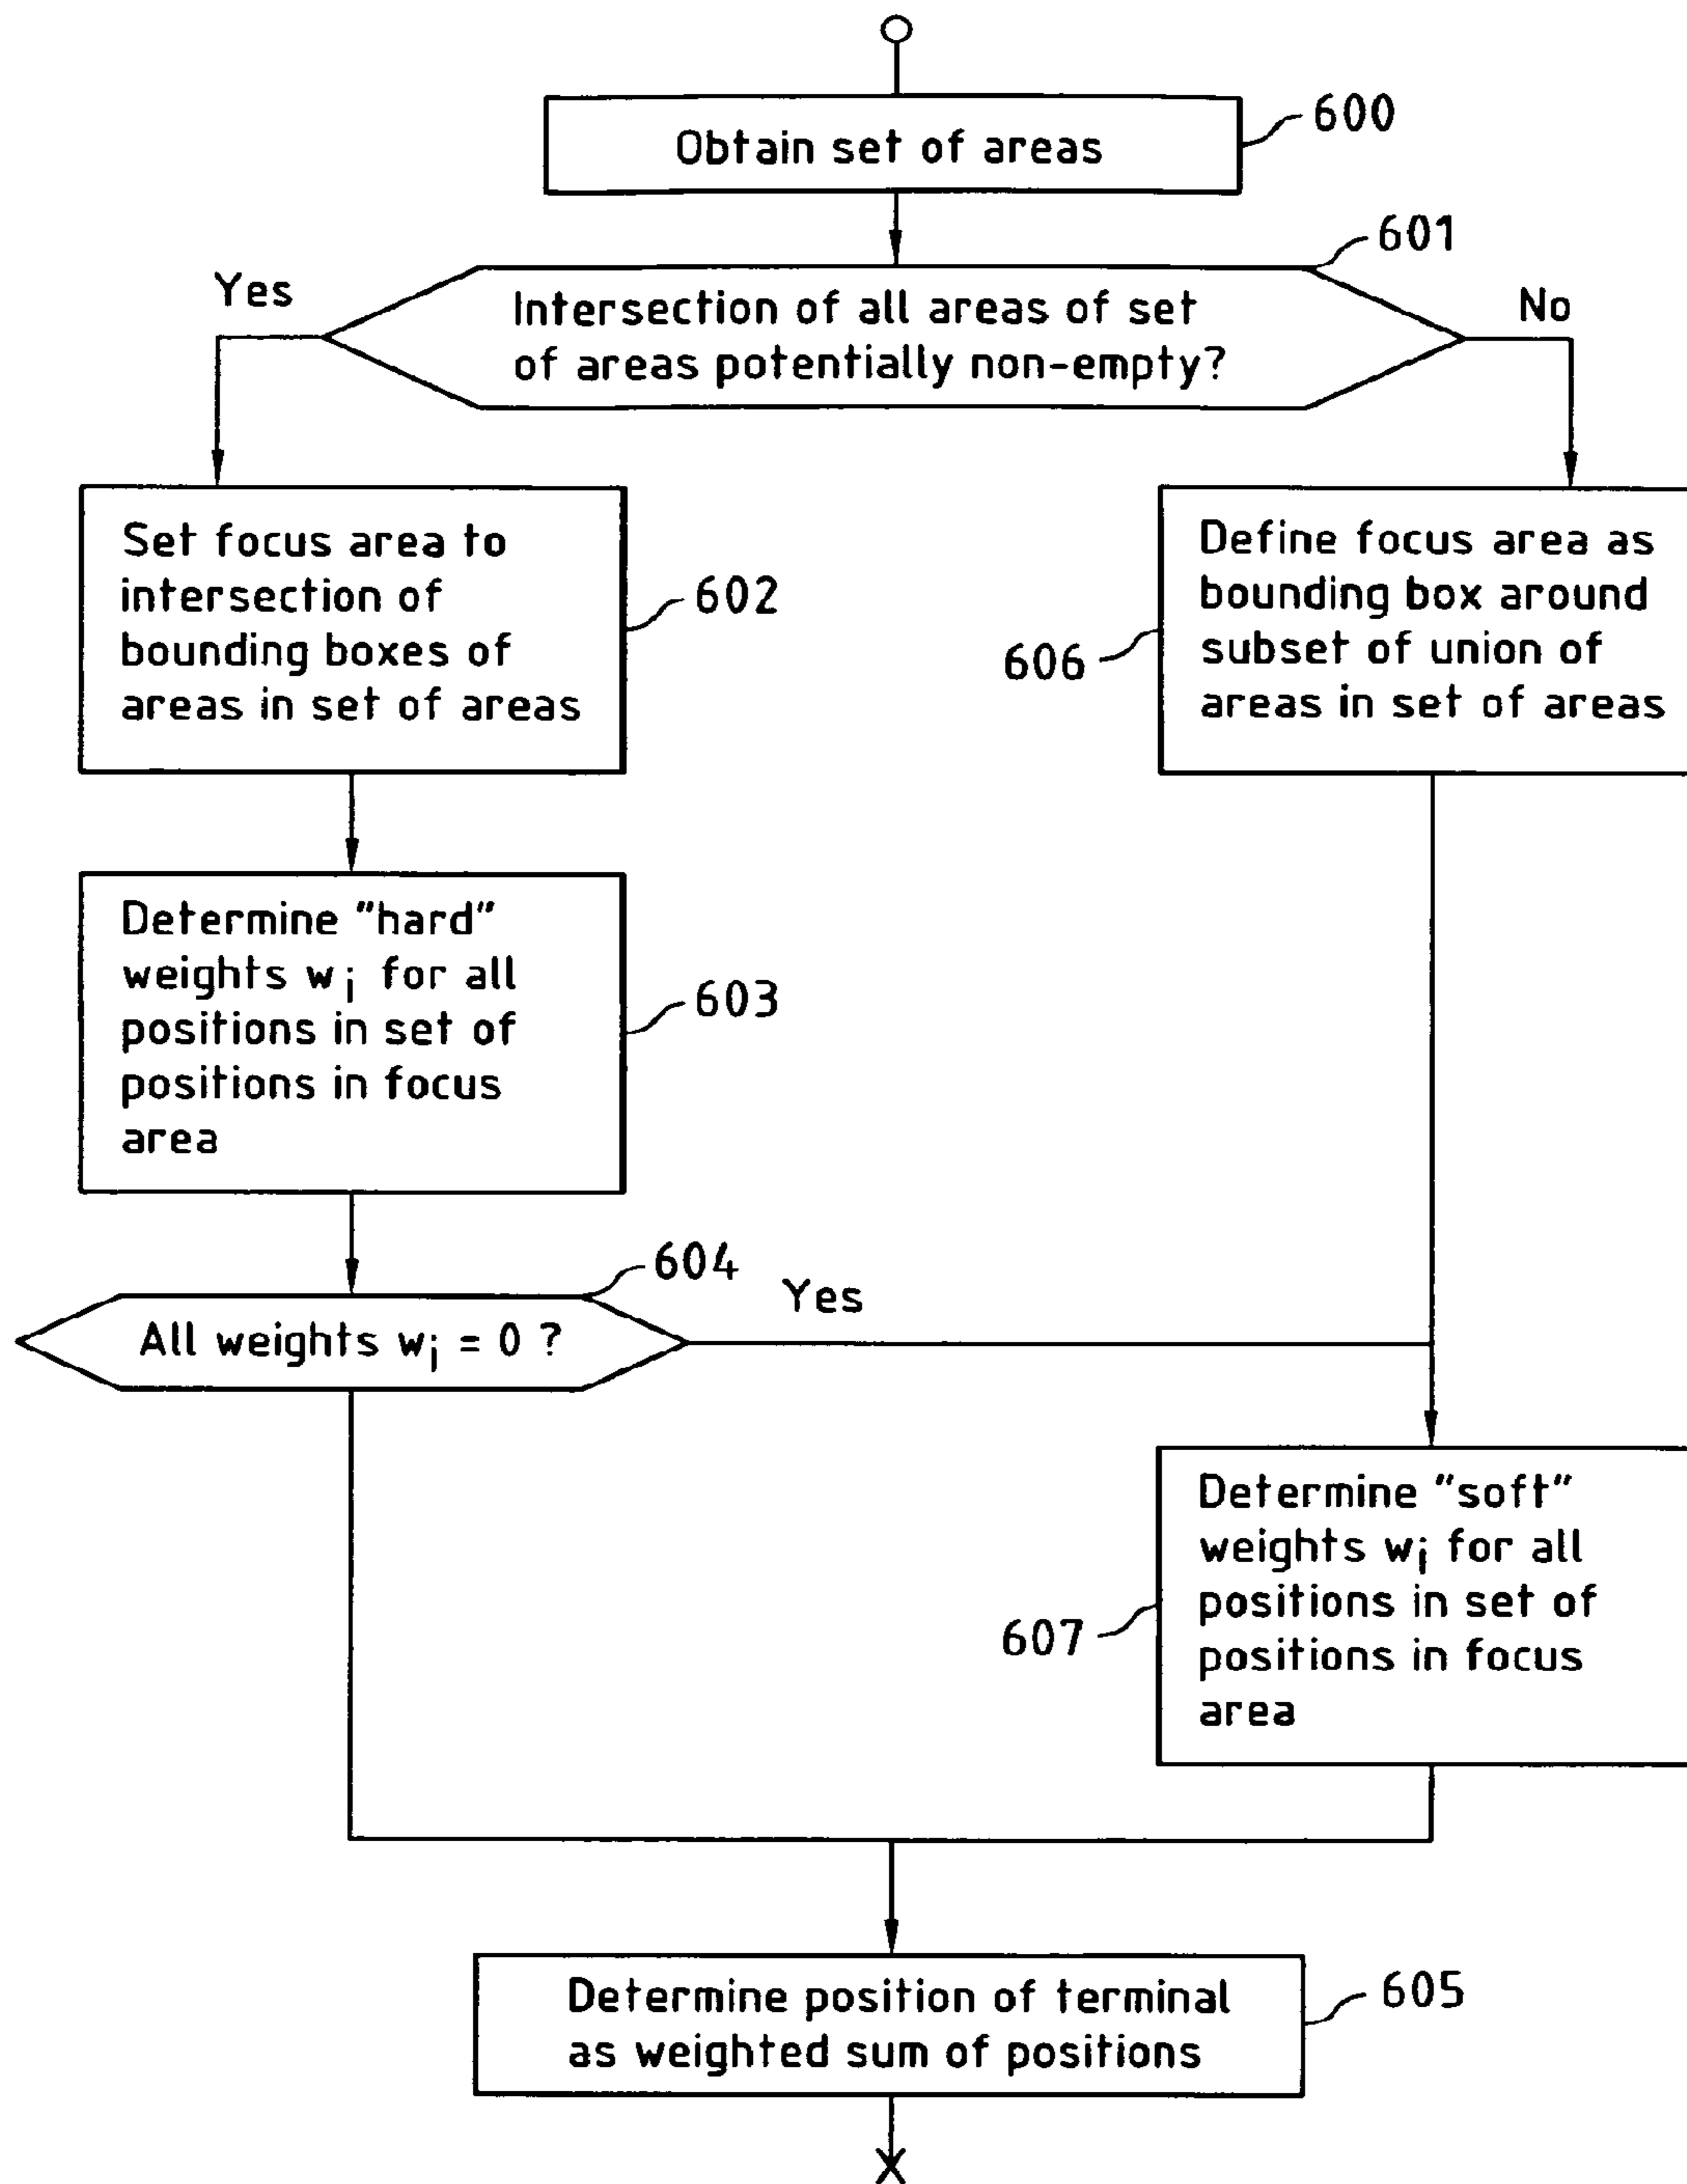 Obtain set of areas
600
601
Yes
Intersection of all areas of set
of areas potentially non-empty?
No
Set focus area to
intersection of
bounding boxes of
areas in set of areas
602
Define focus area as
bounding box around
subset of union of
areas in set of areas
606
Determine "hard"
weights wi for all
positions in set of
positions in focus
area
603
604
All weights wi = 0 ?
Yes
Determine "soft"
weights wi for all
positions in set of
positions in focus
area
607
Determine position of terminal
as weighted sum of positions
605